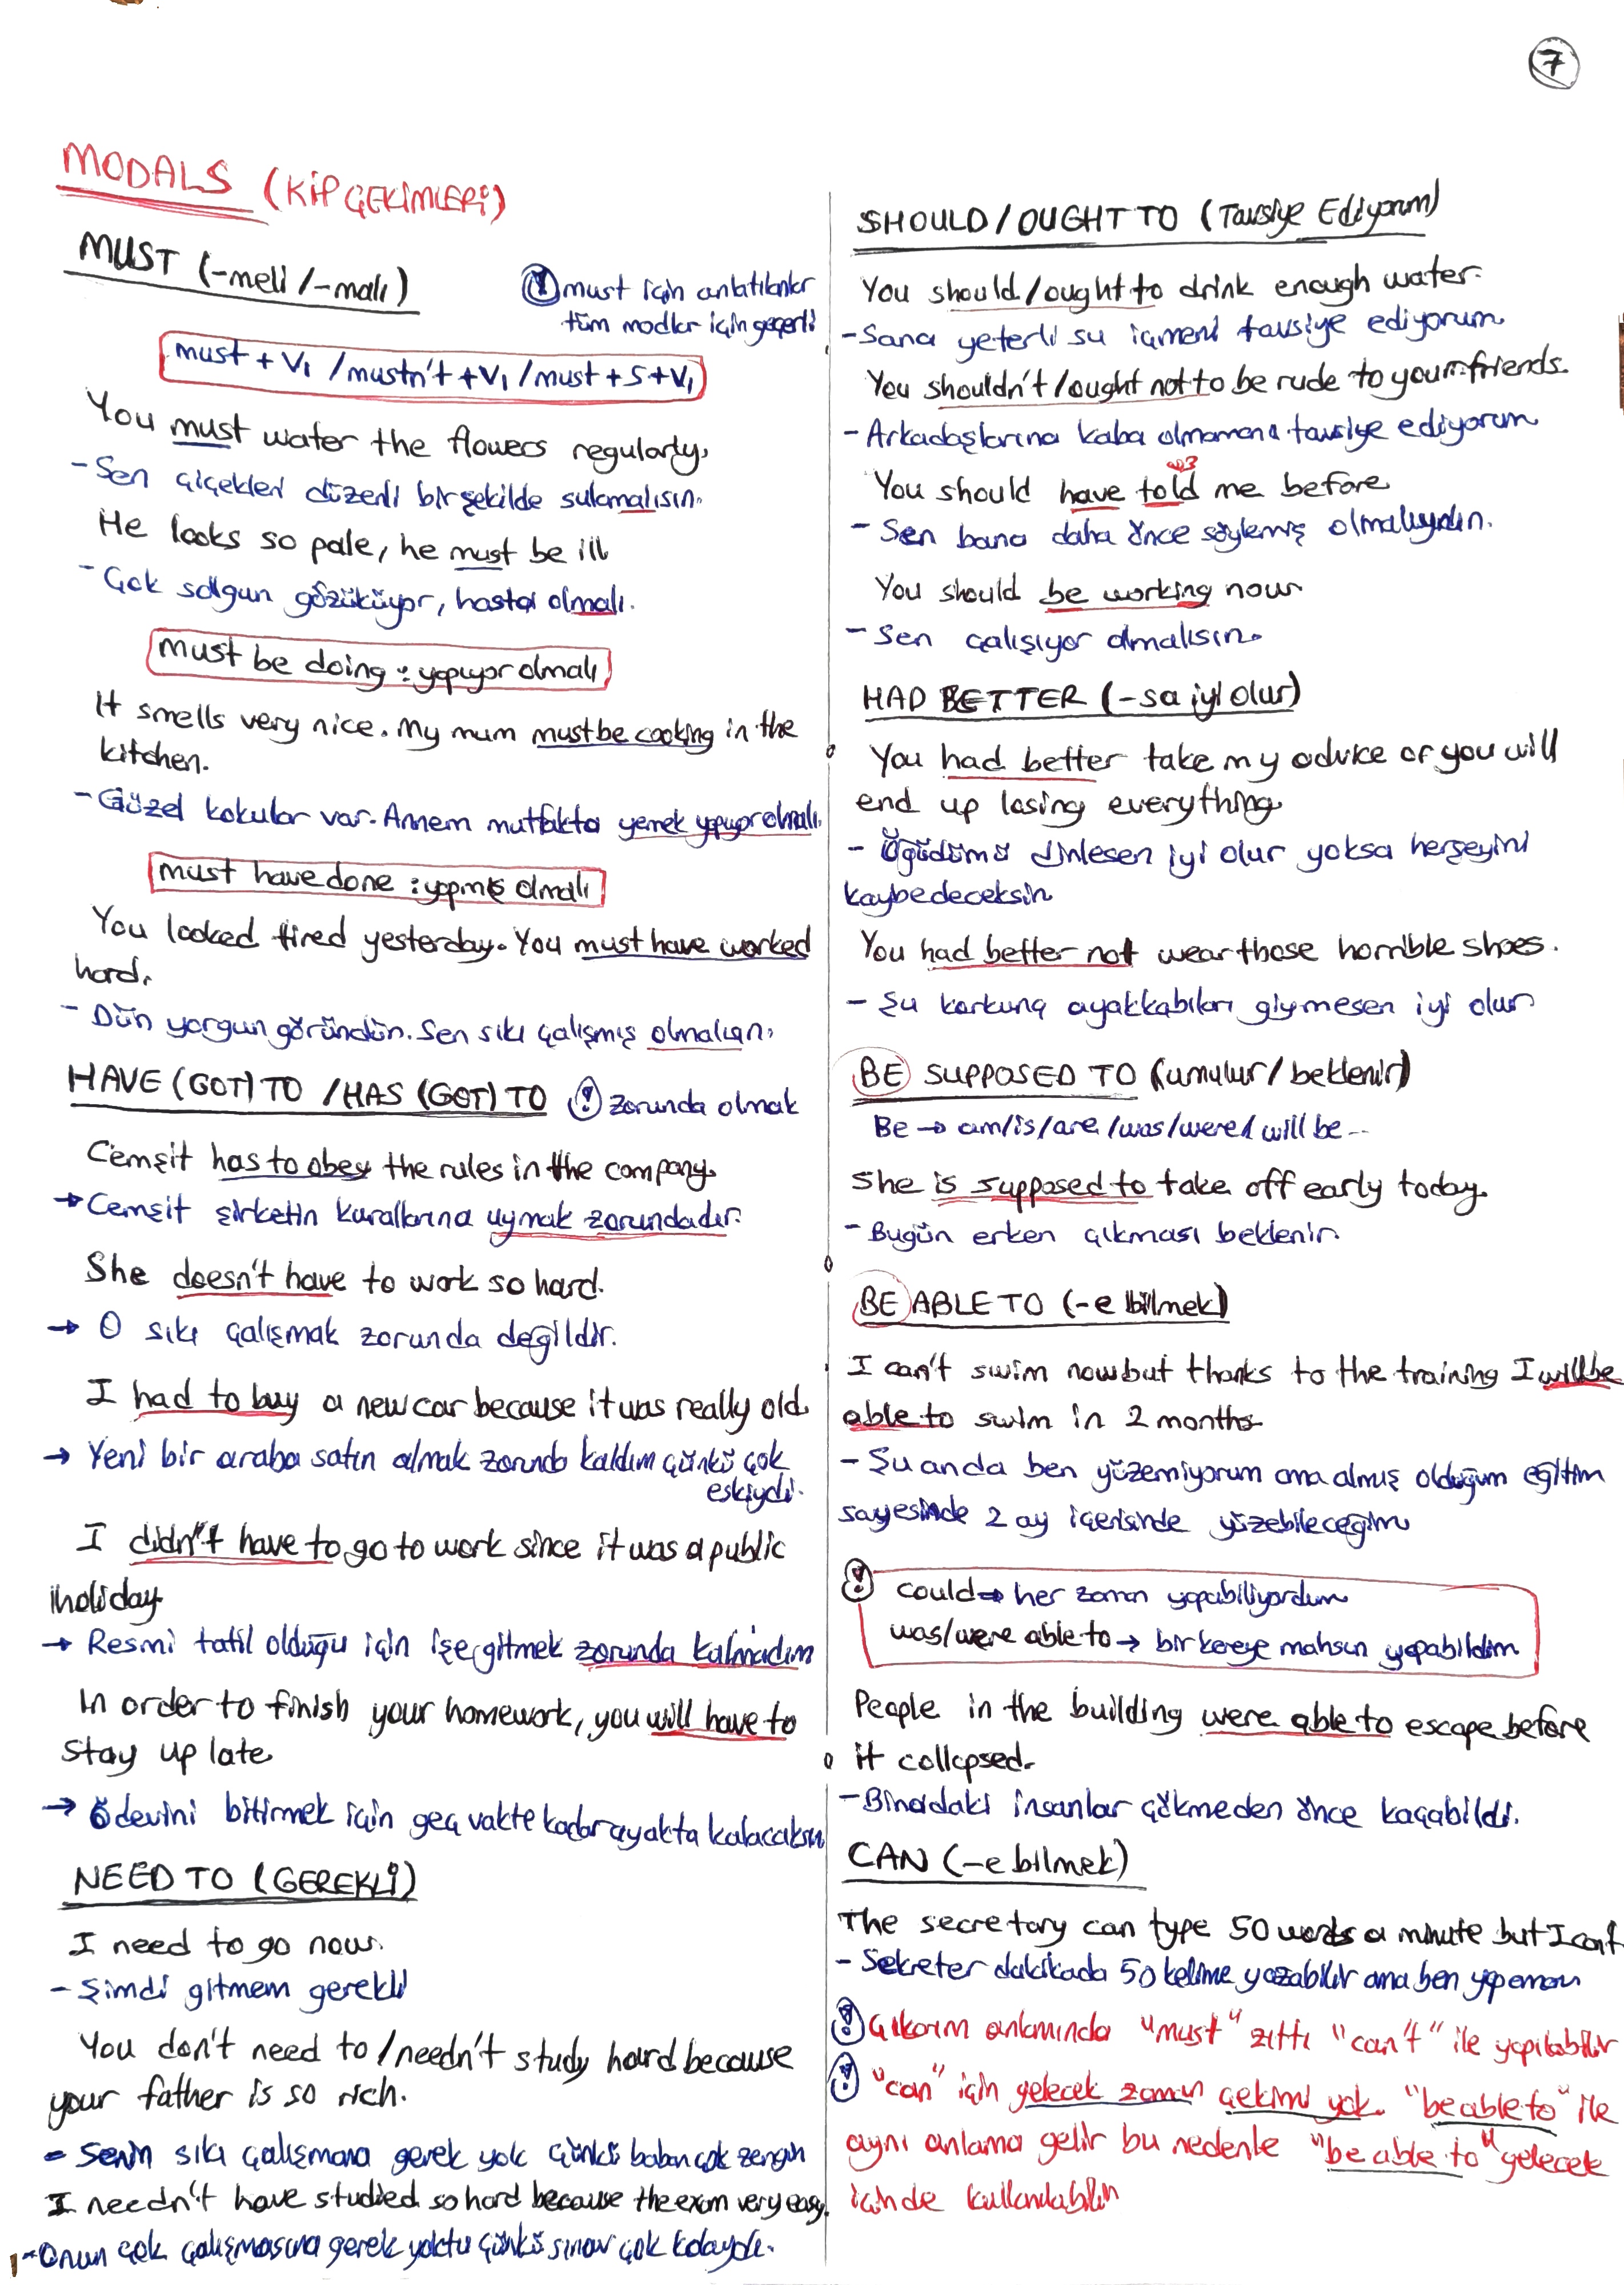 7
MODALS (KİP ÇEKİMLERİ)
MUST (-meli/-malı)
! must için anlatılanlar
tüm modlar için geçerli
must + V1 / mustn't + V1 / must + S + V1
You must water the flowers regularly.
- Sen çiçekleri düzenli bir şekilde sulamalısın.
He looks so pale, he must be ill
- Çok solgun gözüküyor, hasta olmalı.
must be doing : yapıyor olmalı
It smells very nice. My mum must be cooking in the
kitchen.
- Güzel kokular var. Annem mutfakta yemek yapıyor olmalı.
must have done : yapmış olmalı
You looked tired yesterday. You must have worked
hard.
- Dün yorgun göründün. Sen sıkı çalışmış olmalısın.
HAVE (GOT) TO / HAS (GOT) TO ! zorunda olmak
Cemşit has to obey the rules in the company.
→ Cemşit şirketin kurallarına uymak zorundadır.
She doesn't have to work so hard.
→ O sıkı çalışmak zorunda değildir.
I had to buy a new car because it was really old.
→ Yeni bir araba satın almak zorunda kaldım çünkü çok
eskiydi.
I didn't have to go to work since it was a public
holiday
→ Resmi tatil olduğu için işe gitmek zorunda kalmadım
In order to finish your homework, you will have to
stay up late
→ ödevini bitirmek için geç vakte kadar ayakta kalacaksın
NEED TO (GEREKLİ)
I need to go now.
- Şimdi gitmem gerekli
You don't need to / needn't study hard because
your father is so rich.
- Senin sıkı çalışmana gerek yok çünkü baban çok zengin
I needn't have studied so hard because the exam very easy.
- Onun çok çalışmasına gerek yoktu çünkü sınav çok kolaydı.
SHOULD / OUGHT TO (Tavsiye Ediyorum)
You should / ought to drink enough water.
- Sana yeterli su içmeni tavsiye ediyorum
You shouldn't / ought not to be rude to your friends.
- Arkadaşlarına kaba olmamanı tavsiye ediyorum
V3
You should have told me before
- Sen bana daha önce söylemiş olmalıydın.
You should be working now
- Sen çalışıyor olmalısın.
HAD BETTER (-sa iyi olur)
You had better take my advice or you will
end up losing everything
- Öğüdümü dinlesen iyi olur yoksa herşeyini
kaybedeceksin
You had better not wear those horrible shoes.
- Şu korkunç ayakkabıları giymesen iyi olur
BE SUPPOSED TO (umulur/beklenir)
Be → am/is/are/was/were/will be...
She is supposed to take off early today.
- Bugün erken çıkması beklenir.
BE ABLE TO (-e bilmek)
I can't swim now but thanks to the training I will be
able to swim in 2 months
- Şu anda ben yüzemiyorum ama almış olduğum eğitim
sayesinde 2 ay içerisinde yüzebileceğim
! could → her zaman yapabiliyordum
was/were able to → bir kereye mahsun yapabildim
People in the building were able to escape before
it collapsed.
- Binadaki insanlar çökmeden önce kaçabildi.
CAN (-e bilmek)
The secretory can type 50 words a minute but I can't
- Sekreter dakikada 50 kelime yazabilir ama ben yapamam
! Çıkarım anlamında "must" zıttı "can't" ile yapılabilir
! "can" için gelecek zaman çekimi yok. "be able to" ile
aynı anlama gelir bu nedenle "be able to" gelecek
içinde kullanılabilir